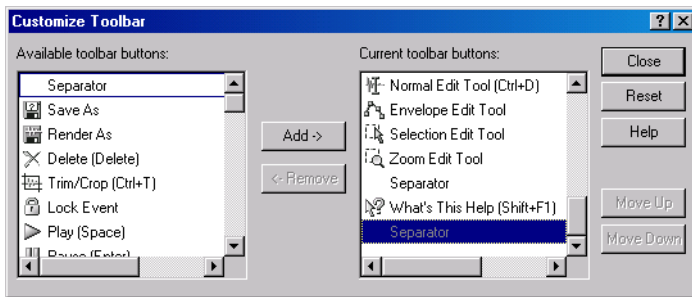 Customize Toolbar
Available toolbar buttons:
Separator
Save As
Render As
Delete (Delete)
Trim/Crop (Ctrl+T)
Lock Event
Play (Space)
Pause (Enter)
Add ->
<- Remove
Current toolbar buttons:
Normal Edit Tool (Ctrl+D)
Envelope Edit Tool
Selection Edit Tool
Zoom Edit Tool
Separator
What's This Help (Shift+F1)
Separator
Close
Reset
Help
Move Up
Move Down